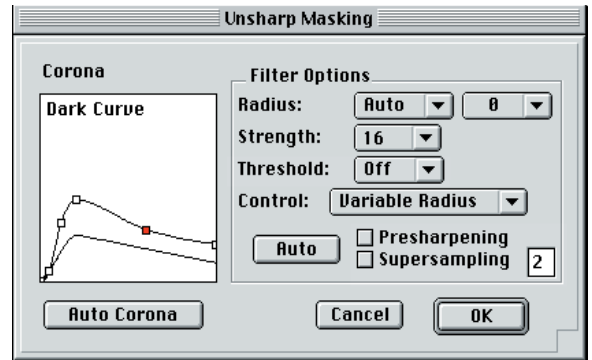 Unsharp Masking
Corona
Dark Curve
Auto Corona
Filter Options
Radius: Auto 0
Strength: 16
Threshold: Off
Control: Variable Radius
Auto
Presharpening
Supersampling 2
Cancel
OK